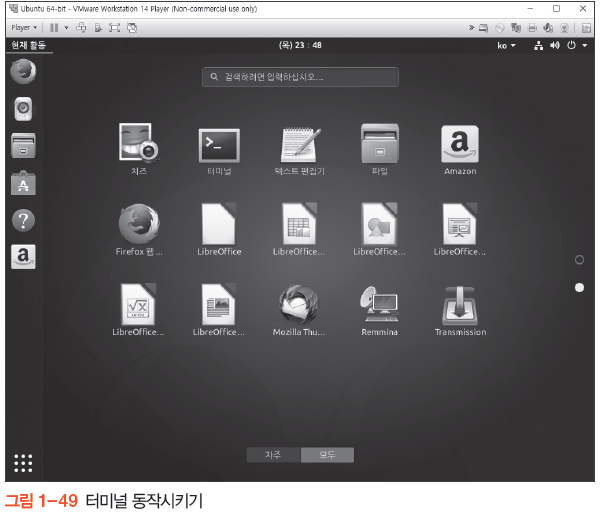 Ubuntu 64-bit - VMware Workstation 14 Player (Non-commercial use only)
Player
현재 활동
(목) 23 : 48
ko
검색하려면 입력하십시오...
치즈
터미널
텍스트 편집기
파일
Amazon
Firefox 웹 ...
LibreOffice
LibreOffice...
LibreOffice...
LibreOffice...
LibreOffice...
LibreOffice...
Mozilla Thu...
Remmina
Transmission
자주
모두
그림 1-49 터미널 동작시키기